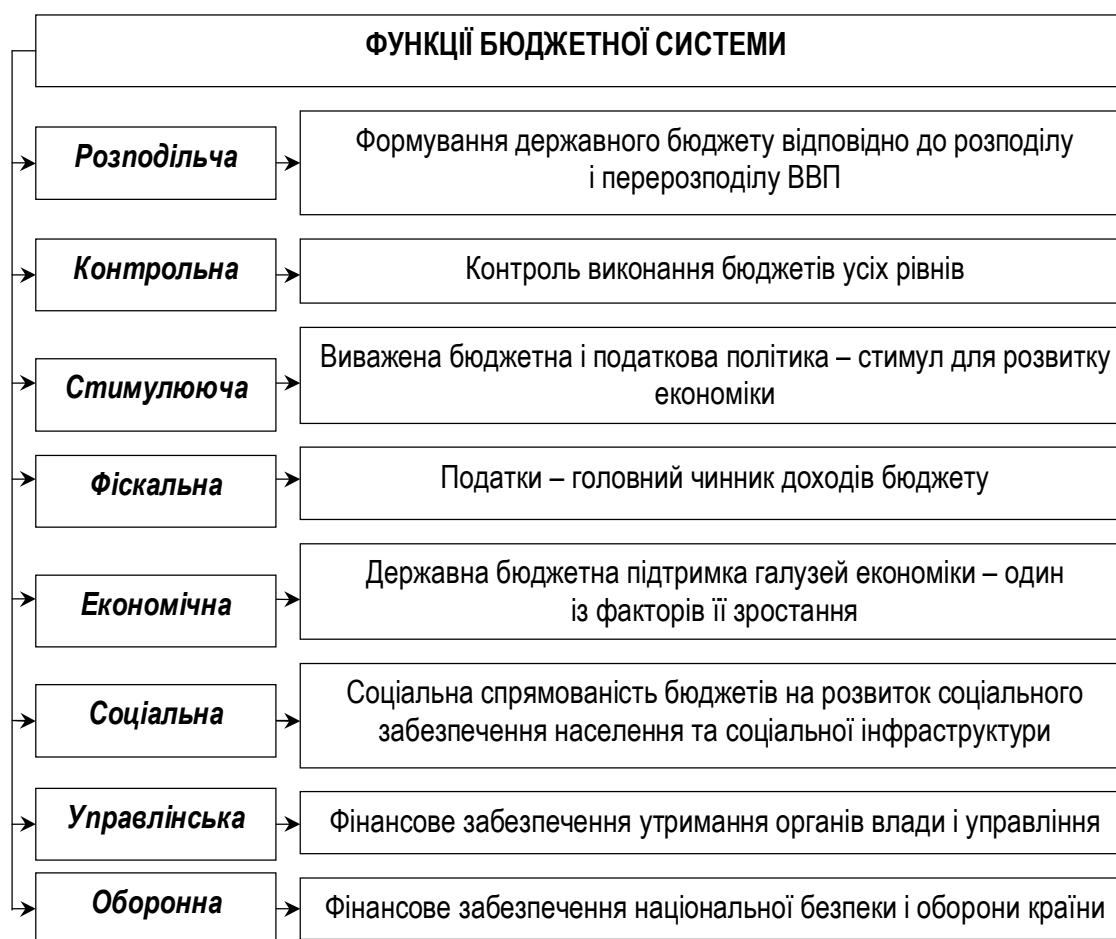 ФУНКЦІЇ БЮДЖЕТНОЇ СИСТЕМИ
Розподільча
Формування державного бюджету відповідно до розподілу
і перерозподілу ВВП
Контрольна
Контроль виконання бюджетів усіх рівнів
Стимулююча
Виважена бюджетна і податкова політика – стимул для розвитку
економіки
Фіскальна
Податки – головний чинник доходів бюджету
Економічна
Державна бюджетна підтримка галузей економіки – один
із факторів її зростання
Соціальна
Соціальна спрямованість бюджетів на розвиток соціального
забезпечення населення та соціальної інфраструктури
Управлінська
Фінансове забезпечення утримання органів влади і управління
Оборонна
Фінансове забезпечення національної безпеки і оборони країни